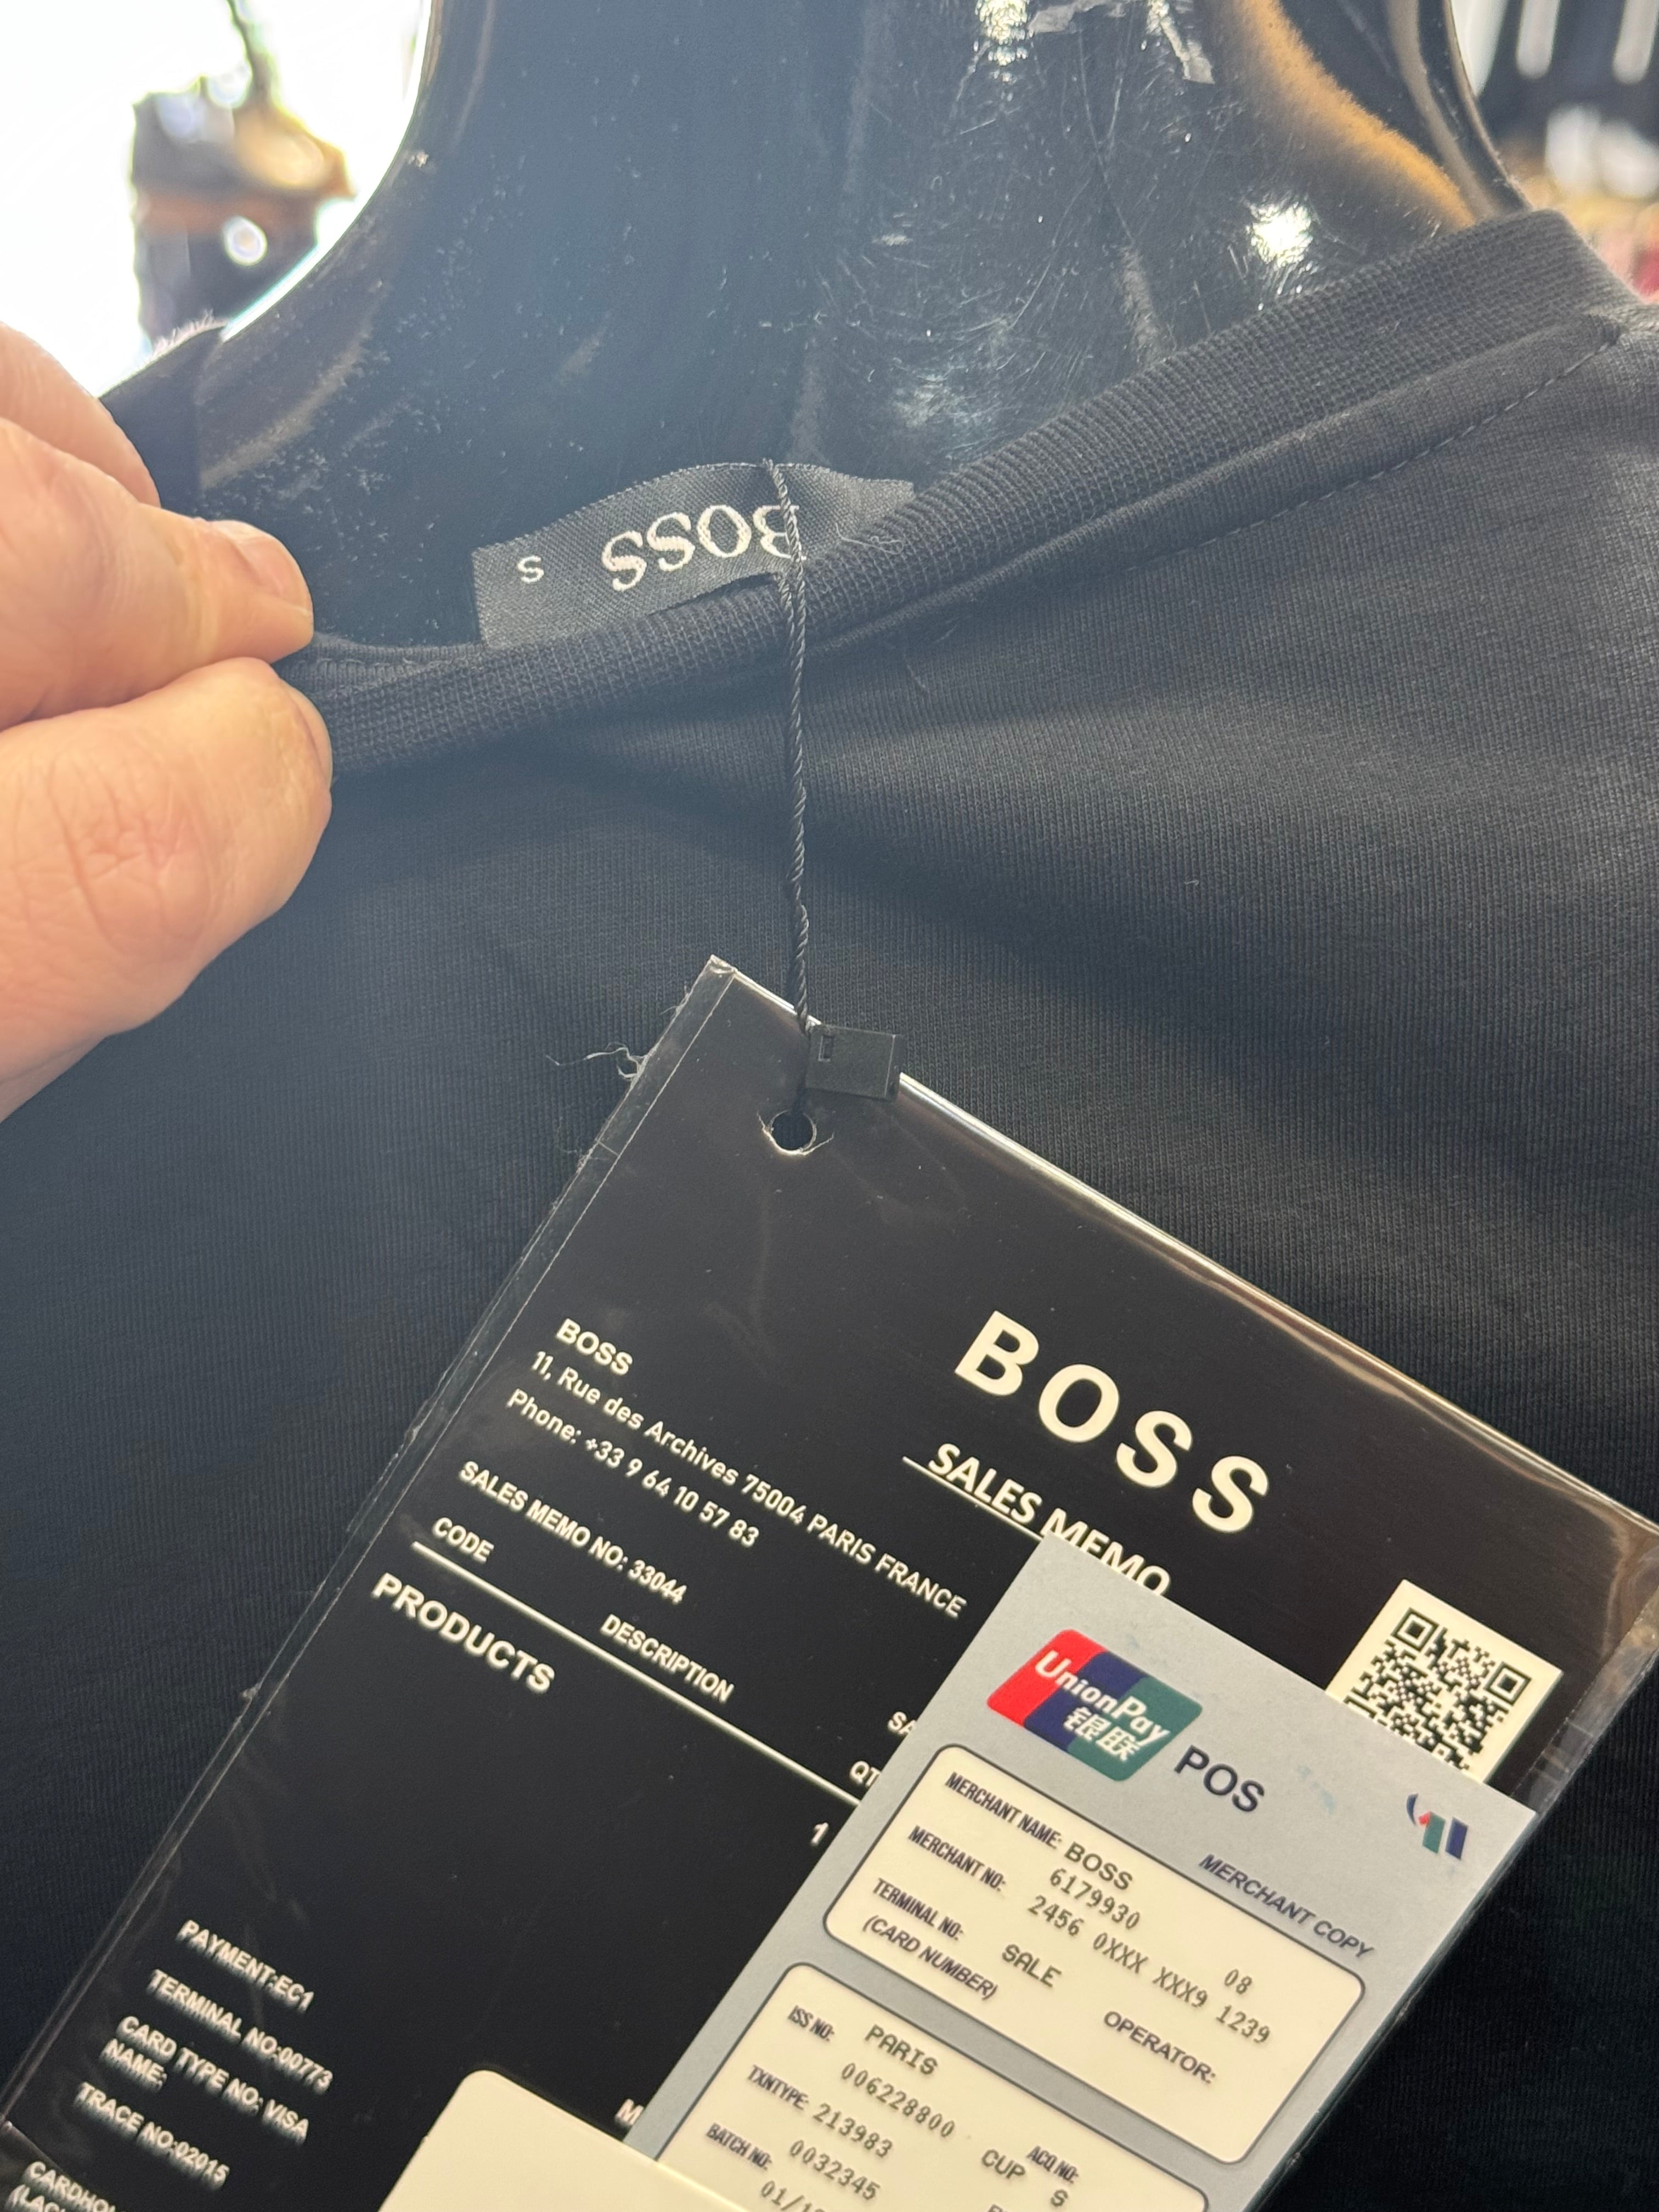 BOSS
S
BOSS
SALES MEMO
BOSS
11, Rue des Archives 75004 PARIS FRANCE
Phone: +33 9 64 10 57 83
SALES MEMO NO: 33044
CODE DESCRIPTION
PRODUCTS
1
PAYMENT:EC1
TERMINAL NO:00773
CARD TYPE NO: VISA
NAME:
TRACE NO:02015
UnionPay
银联
POS
MERCHANT COPY
MERCHANT NAME: BOSS
MERCHANT NO: 6179930
TERMINAL NO: 2456 0XXX XXX9 1239
(CARD NUMBER) SALE 08
OPERATOR:
ISS NO: PARIS
006228800
ACQ NO:
TXNTYPE: 213983 CUP S
BATCH NO: 0032345